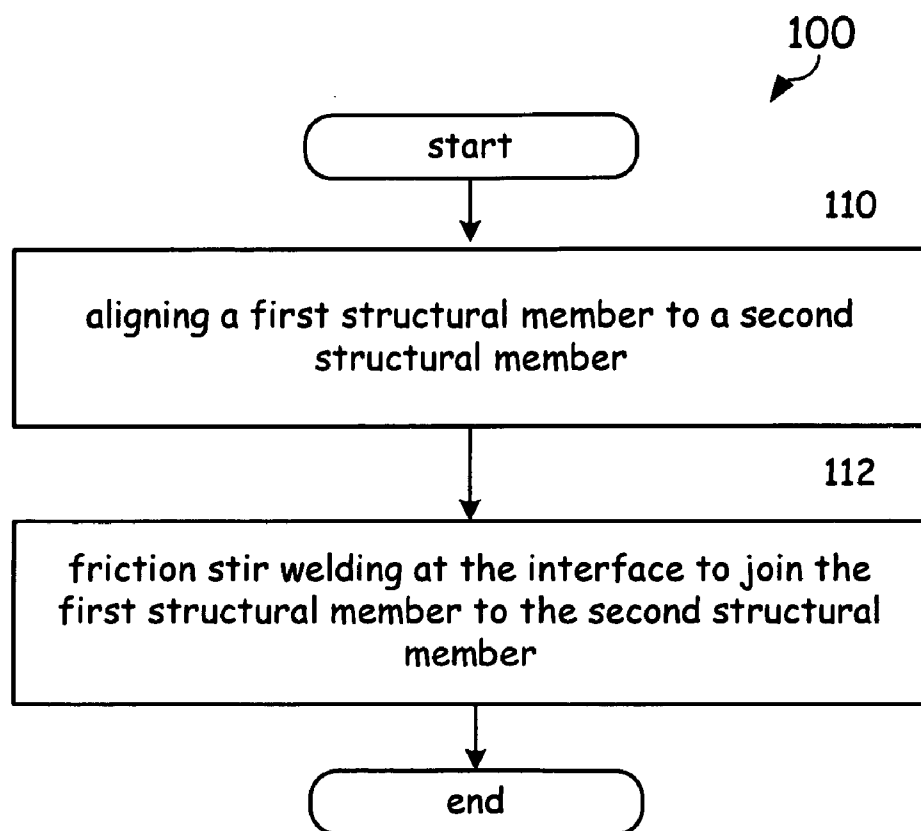 100
start
110
aligning a first structural member to a second
structural member
112
friction stir welding at the interface to join the
first structural member to the second structural
member
end